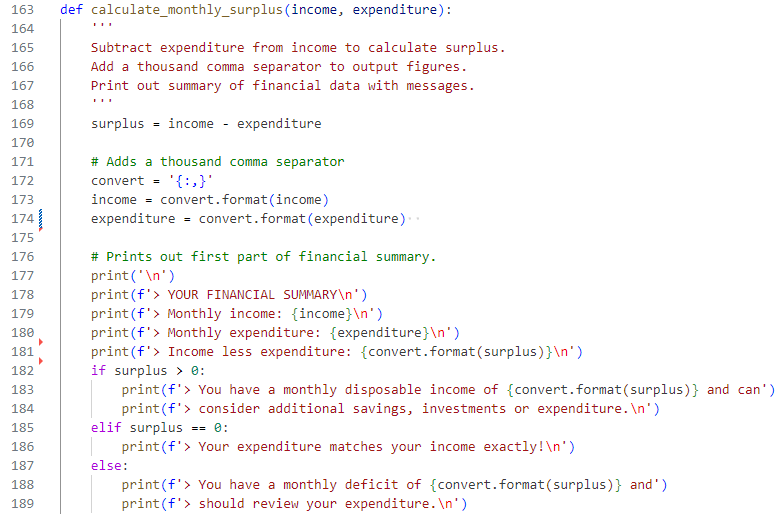 163 def calculate_monthly_surplus(income, expenditure):
164     '''
165     Subtract expenditure from income to calculate surplus.
166     Add a thousand comma separator to output figures.
167     Print out summary of financial data with messages.
168     '''
169     surplus = income - expenditure
170
171     # Adds a thousand comma separator
172     convert = '{:,}'
173     income = convert.format(income)
174     expenditure = convert.format(expenditure)
175
176     # Prints out first part of financial summary.
177     print('\n')
178     print(f'> YOUR FINANCIAL SUMMARY\n')
179     print(f'> Monthly income: {income}\n')
180     print(f'> Monthly expenditure: {expenditure}\n')
181     print(f'> Income less expenditure: {convert.format(surplus)}\n')
182     if surplus > 0:
183         print(f'> You have a monthly disposable income of {convert.format(surplus)} and can')
184         print(f'> consider additional savings, investments or expenditure.\n')
185     elif surplus == 0:
186         print(f'> Your expenditure matches your income exactly!\n')
187     else:
188         print(f'> You have a monthly deficit of {convert.format(surplus)} and')
189         print(f'> should review your expenditure.\n')